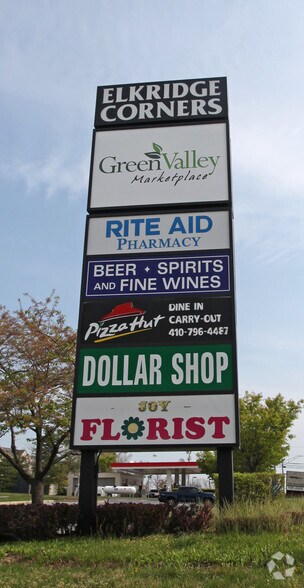 ELKRIDGE
CORNERS
Green Valley
Marketplace
RITE AID
PHARMACY
BEER + SPIRITS
AND FINE WINES
Pizza Hut
DINE IN
CARRY-OUT
410-796-4487
DOLLAR SHOP
JOY
FLORIST